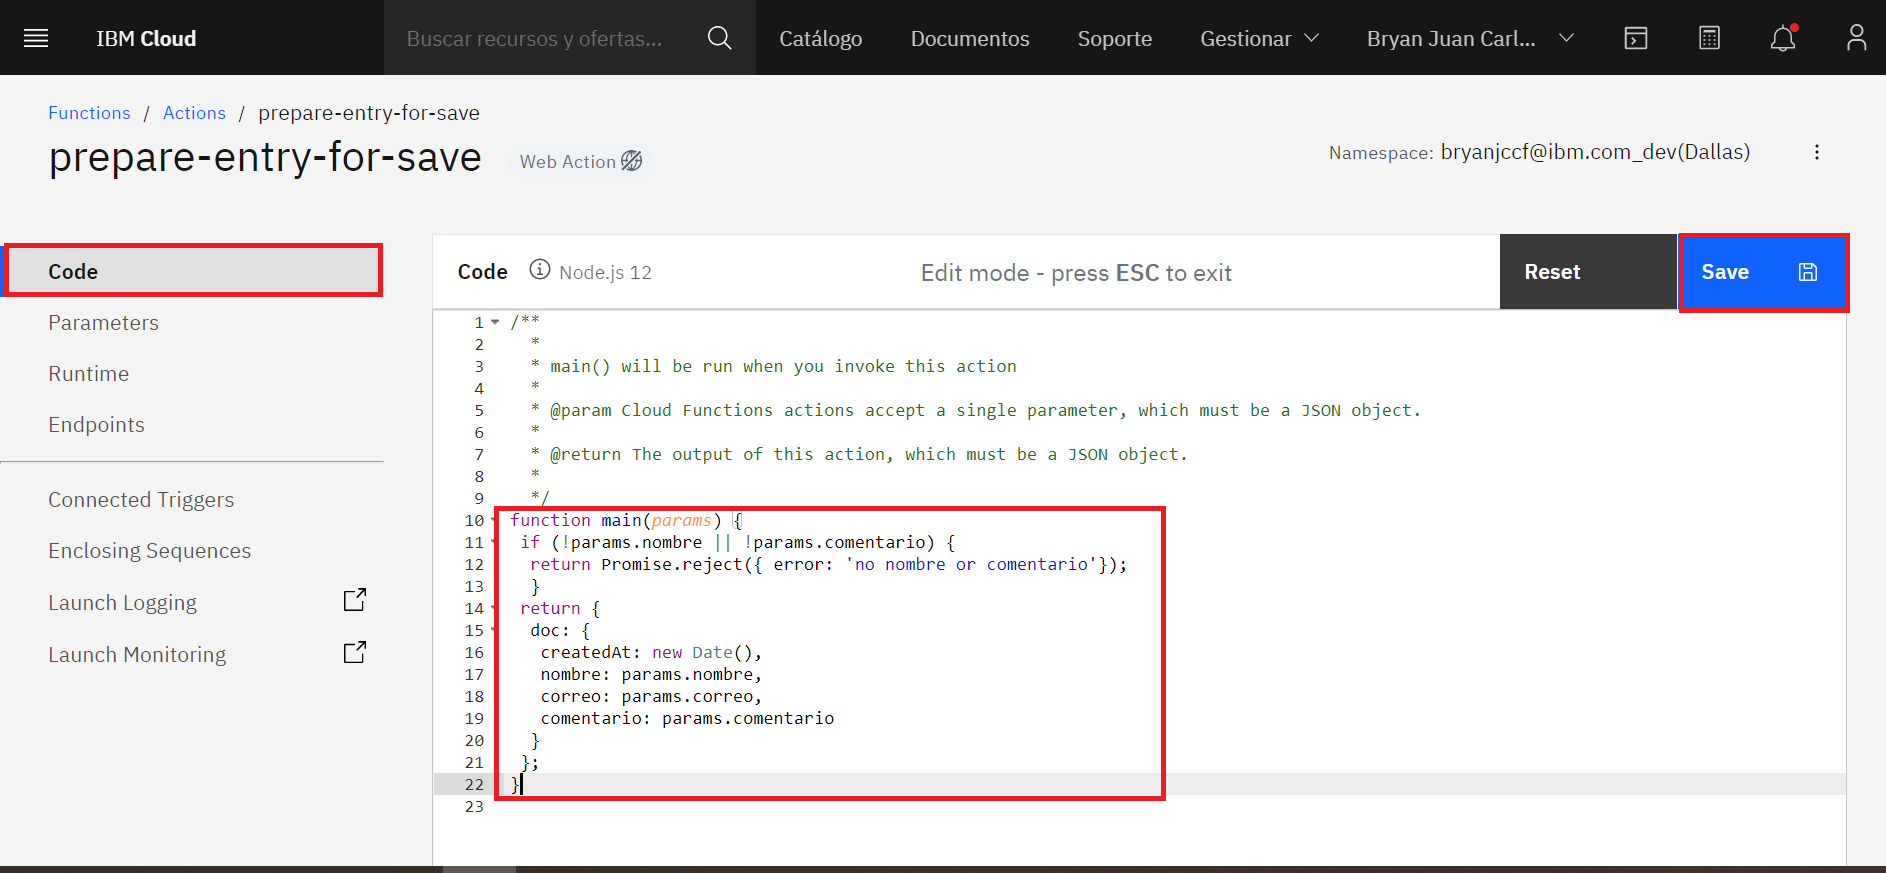 IBM Cloud
Buscar recursos y ofertas...
Catálogo
Documentos
Soporte
Gestionar
Bryan Juan Carl...
Functions / Actions / prepare-entry-for-save
prepare-entry-for-save
Web Action
Namespace: bryanjccf@ibm.com_dev(Dallas)
Code
Parameters
Runtime
Endpoints
Connected Triggers
Enclosing Sequences
Launch Logging
Launch Monitoring
Code
Node.js 12
Edit mode - press ESC to exit
Reset
Save
1 /**
2 *
3 * main() will be run when you invoke this action
4 *
5 * @param Cloud Functions actions accept a single parameter, which must be a JSON object.
6 *
7 * @return The output of this action, which must be a JSON object.
8 *
9 */
10 function main(params) {
11 if (!params.nombre || !params.comentario) {
12 return Promise.reject({ error: 'no nombre or comentario'});
13 }
14 return {
15 doc: {
16 createdAt: new Date(),
17 nombre: params.nombre,
18 correo: params.correo,
19 comentario: params.comentario
20 }
21 };
22 }
23